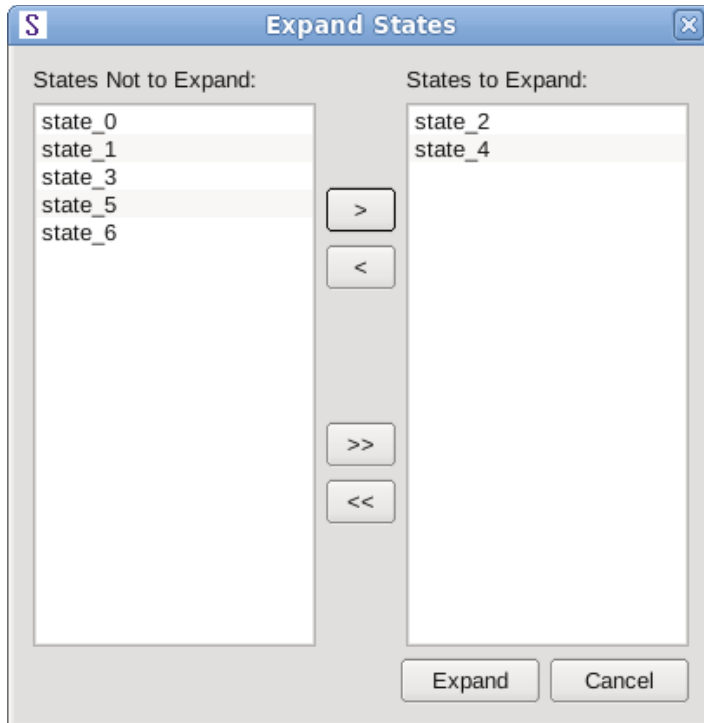 S Expand States
States Not to Expand:
state_0
state_1
state_3
state_5
state_6
>
<
>>
<<
States to Expand:
state_2
state_4
Expand
Cancel